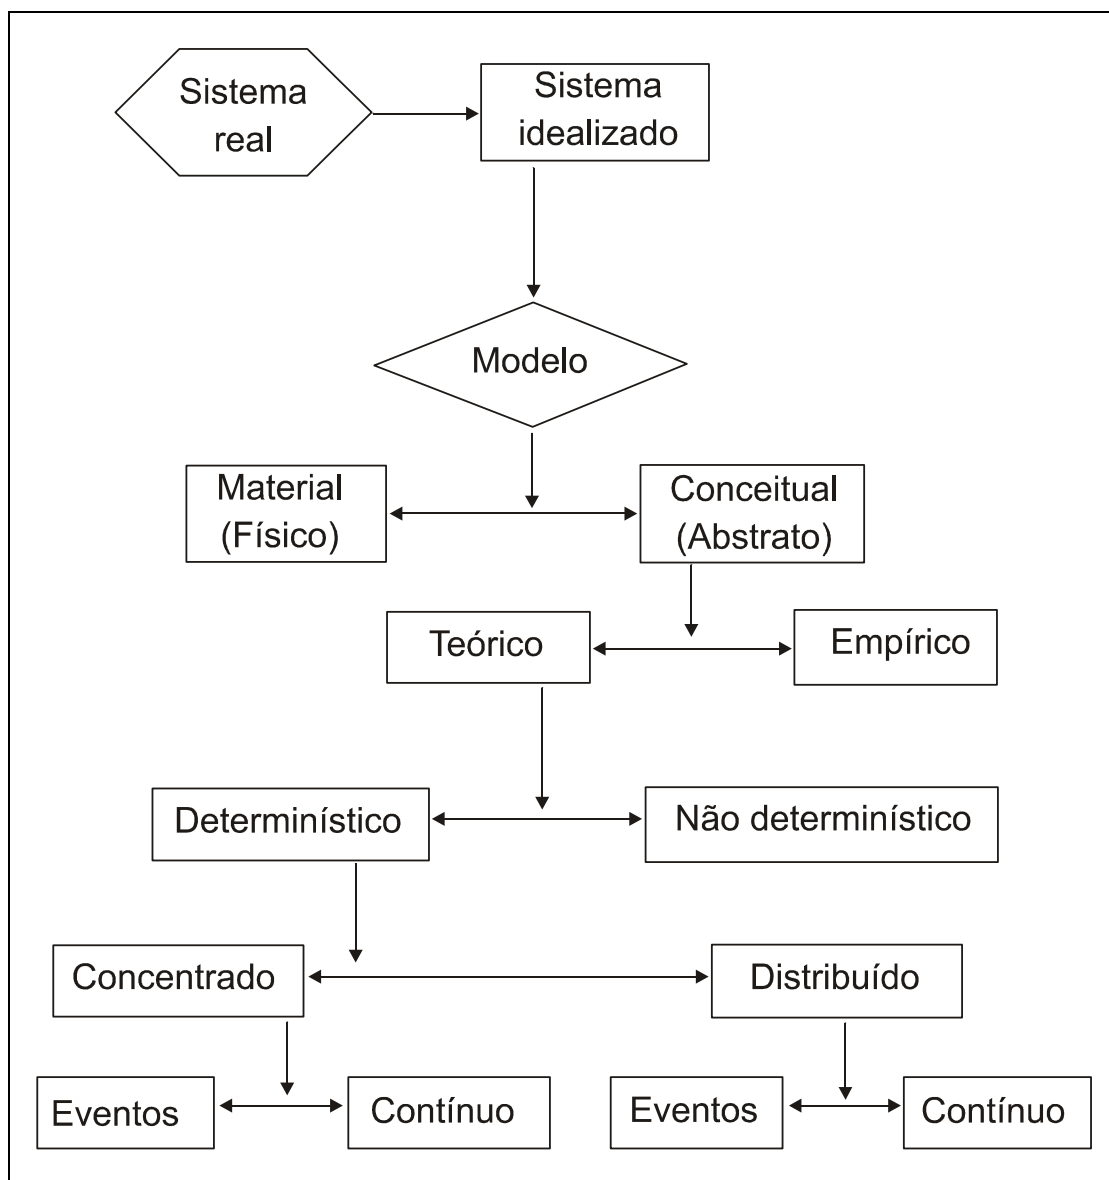 Sistema
real
Sistema
idealizado
Modelo
Material
(Físico)
Conceitual
(Abstrato)
Teórico
Empírico
Determinístico
Não determinístico
Concentrado
Distribuído
Eventos
Contínuo
Eventos
Contínuo